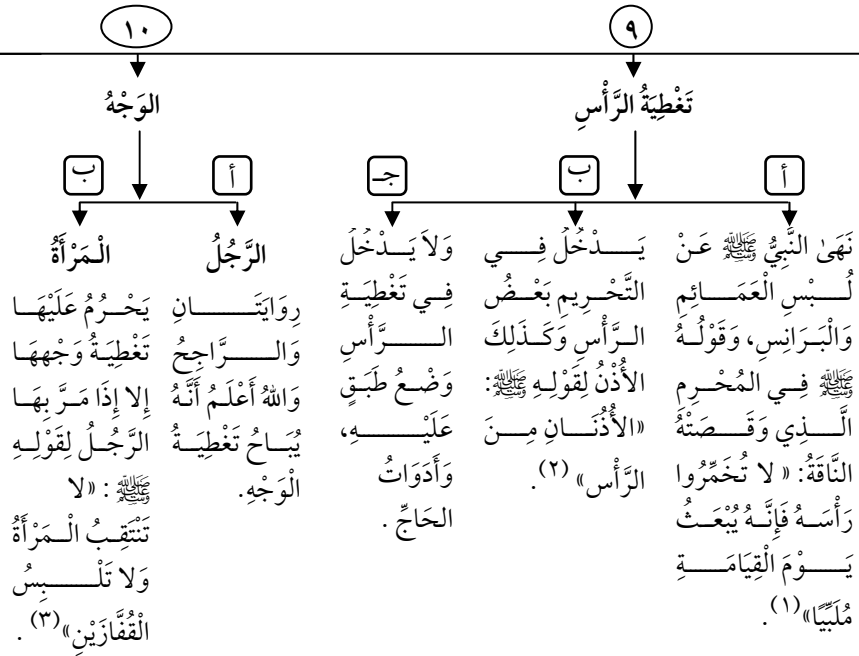 ٩
تَغْطِيَةُ الرَّأْسِ
أ
نَهَىٰ النَّبِيُّ ﷺ عَنْ
لُبْسِ الْعَمَائِمِ
وَالْبَرَانِسِ، وَقَوْلُهُ
ﷺ فِي المُحْرِمِ
الَّذِي وَقَصَتْهُ
النَّاقَةُ: «لا تُخَمِّرُوا
رَأْسَهُ فَإِنَّهُ يُبْعَثُ
يَوْمَ الْقِيَامَةِ
مُلَبِّيًا»(١).
ب
يَدْخُلُ فِي
التَّحْرِيمِ بَعْضُ
الرَّأْسِ وَكَذَلِكَ
الأُذْنُ لِقَوْلِهِ ﷺ:
«الأُذُنَانِ مِنَ
الرَّأْس»(٢).
جـ
وَلاَ يَدْخُلُ
فِي تَغْطِيَةِ
الرَّأْسِ
وَضْعُ طَبَقٍ
عَلَيْهِ،
وَأَدَوَاتُ
الحَاجِّ.
١٠
الوَجْهُ
أ
الرَّجُلُ
رِوَايَتَانِ
وَالرَّاجِحُ
وَاللهُ أَعْلَمُ أَنَّهُ
يُبَاحُ تَغْطِيَةُ
الْوَجْهِ.
ب
الْمَرْأَةُ
يَحْرُمُ عَلَيْهَا
تَغْطِيَةُ وَجْهِهَا
إِلا إِذَا مَرَّ بِهَا
الرَّجُلُ لِقَوْلِهِ
ﷺ: «لا
تَنْتَقِبُ الْمَرْأَةُ
وَلا تَلْبِسُ
الْقُفَّازَيْنِ»(٣).